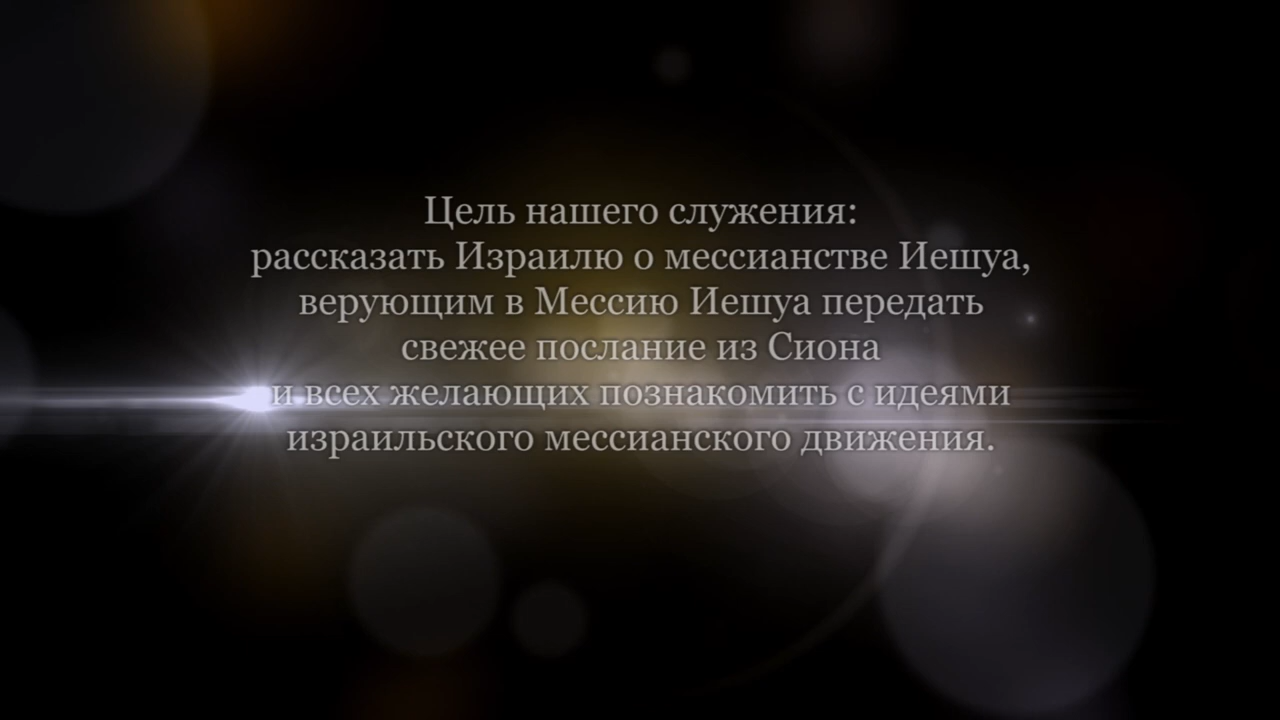 Цель нашего служения:
рассказать Израилю о мессианстве Иешуа,
верующим в Мессию Иешуа передать
свежее послание из Сиона
и всех желающих познакомить с идеями
израильского мессианского движения.